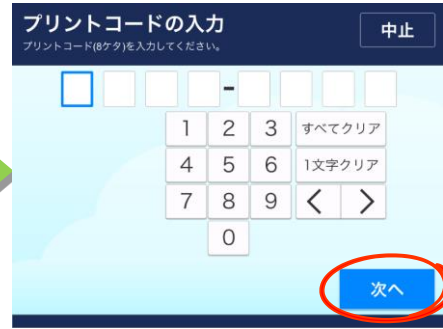 プリントコードの入力
中止
プリントコード(8ケタ)を入力してください。
-
1 2 3 すべてクリア
4 5 6 1文字クリア
7 8 9 < >
0
次へ